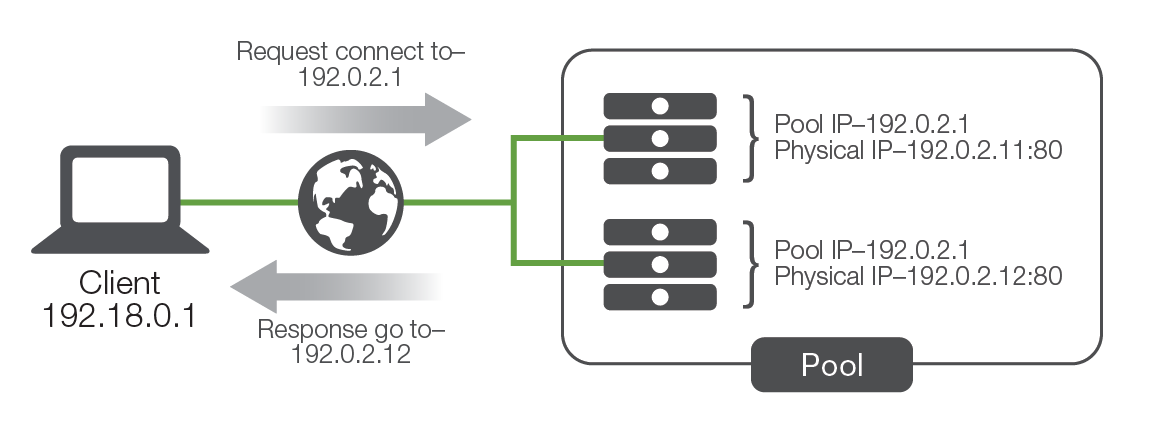 Request connect to–
192.0.2.1
Pool IP–192.0.2.1
Physical IP–192.0.2.11:80
Pool IP–192.0.2.1
Physical IP–192.0.2.12:80
Client
192.18.0.1
Response go to–
192.0.2.12
Pool